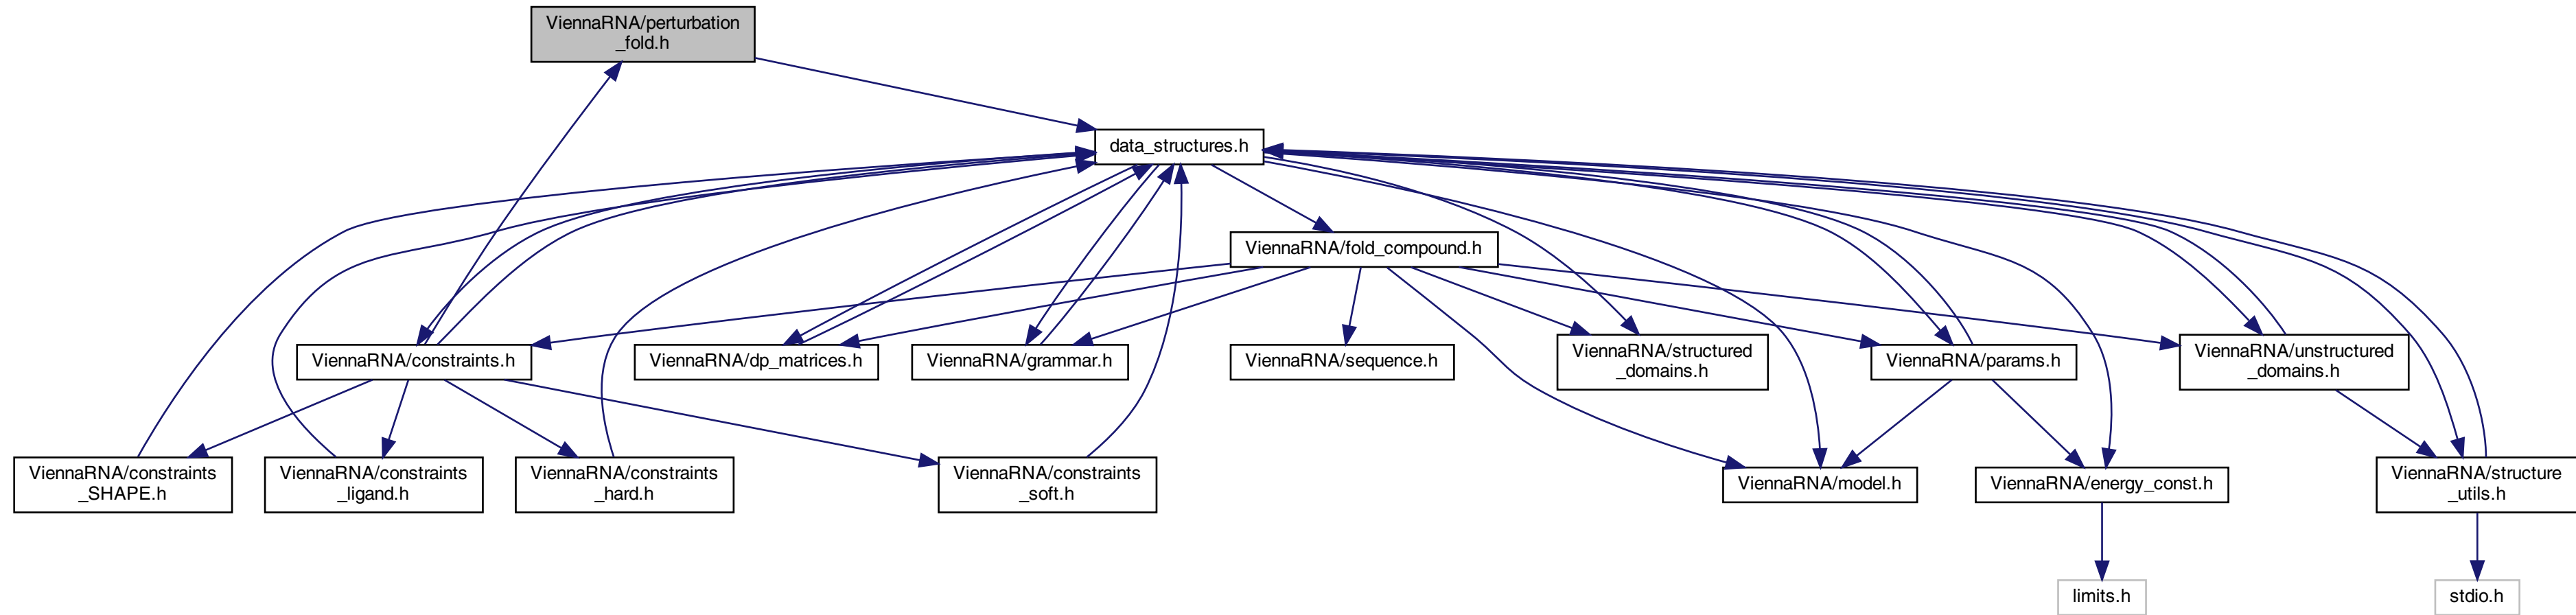 ViennaRNA/perturbation
_fold.h
data_structures.h
ViennaRNA/fold_compound.h
ViennaRNA/constraints.h
ViennaRNA/dp_matrices.h
ViennaRNA/grammar.h
ViennaRNA/sequence.h
ViennaRNA/structured
_domains.h
ViennaRNA/params.h
ViennaRNA/unstructured
_domains.h
ViennaRNA/constraints
_SHAPE.h
ViennaRNA/constraints
_ligand.h
ViennaRNA/constraints
_hard.h
ViennaRNA/constraints
_soft.h
ViennaRNA/model.h
ViennaRNA/energy_const.h
ViennaRNA/structure
_utils.h
limits.h
stdio.h